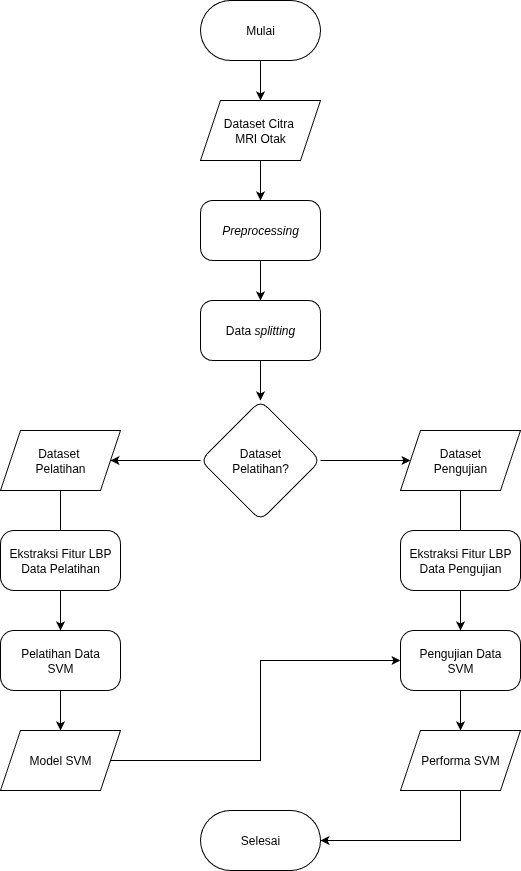 Mulai
Dataset Citra
MRI Otak
Preprocessing
Data splitting
Dataset
Pelatihan?
Dataset
Pelatihan
Dataset
Pengujian
Ekstraksi Fitur LBP
Data Pelatihan
Ekstraksi Fitur LBP
Data Pengujian
Pelatihan Data
SVM
Pengujian Data
SVM
Model SVM
Performa SVM
Selesai